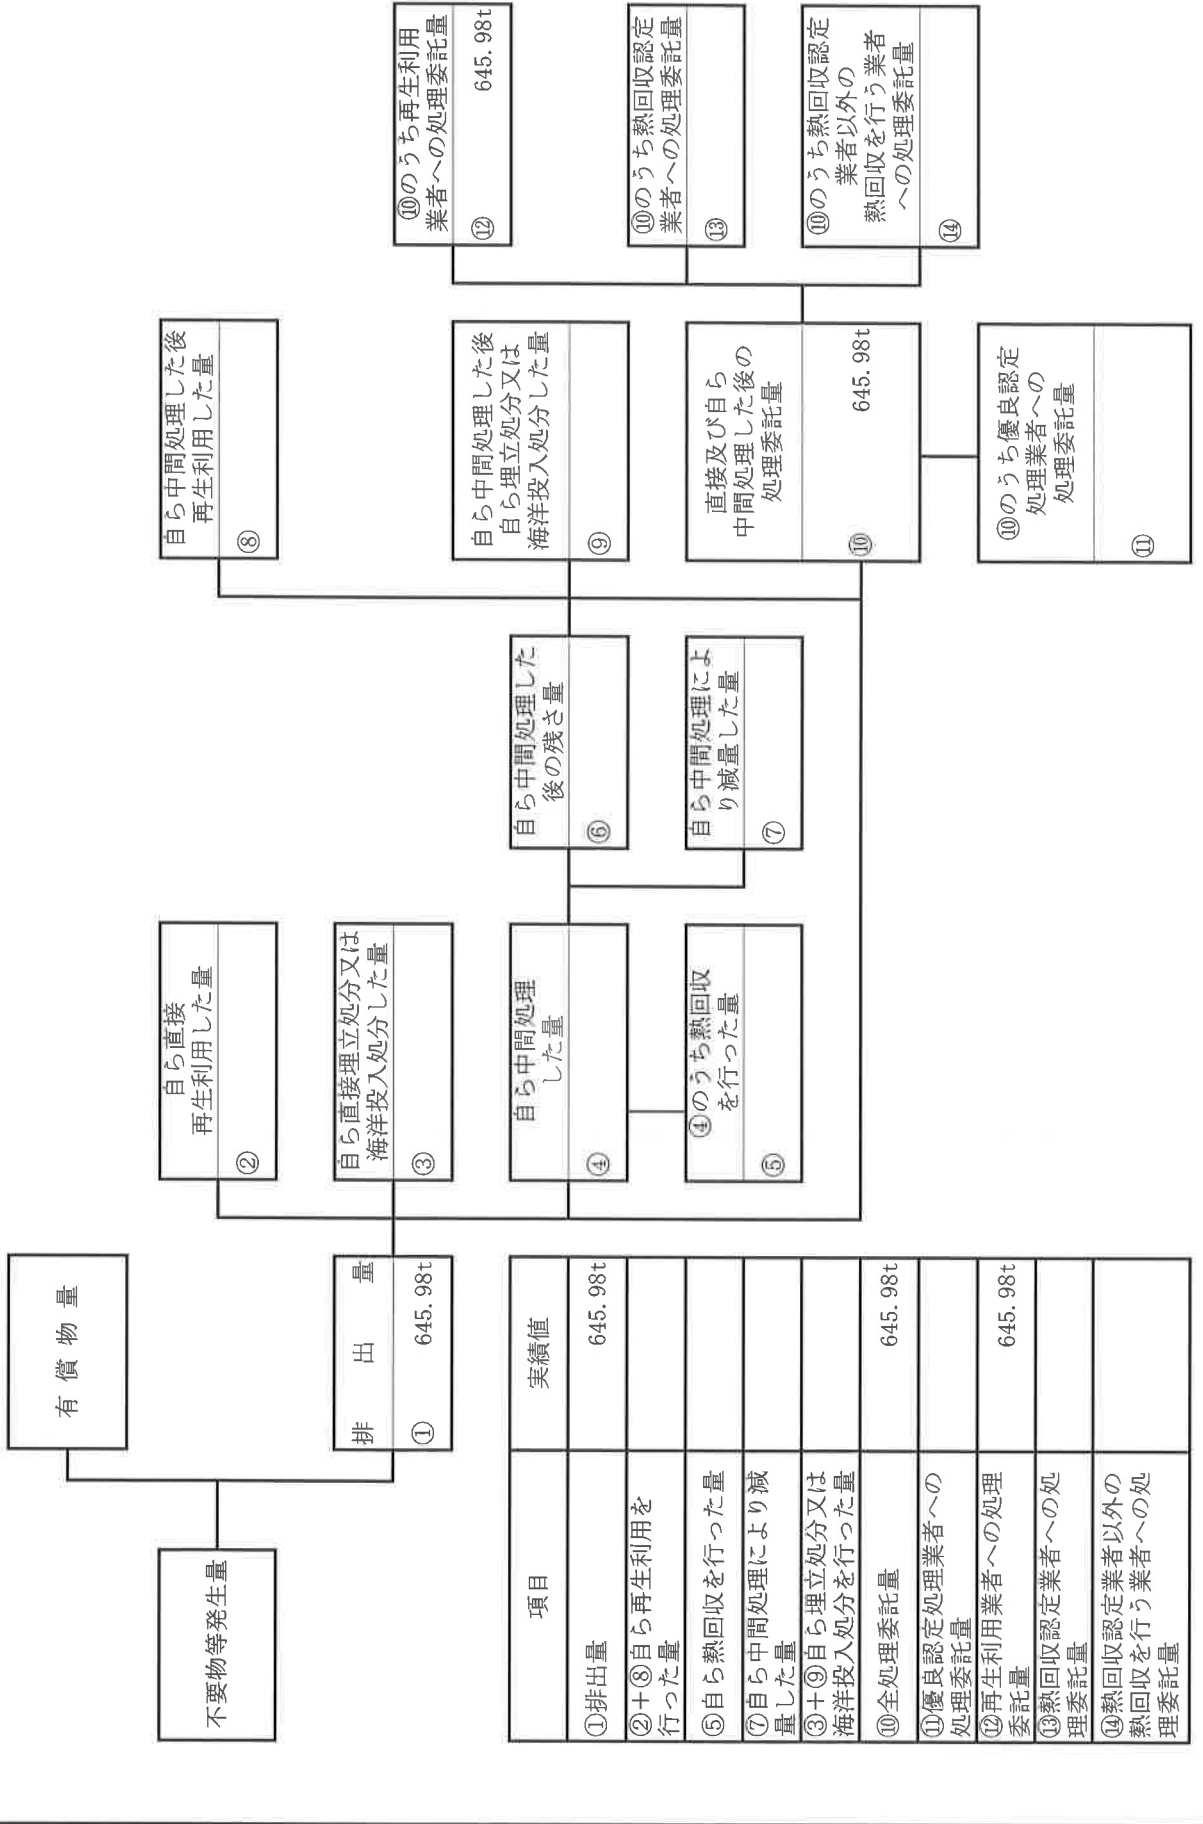 有償物量
不要物等発生量
排出量
① 645.98t
自ら直接
再生利用した量
②
自ら直接埋立処分又は
海洋投入処分した量
③
自ら中間処理
した量
④
④のうち熱回収
を行った量
⑤
自ら中間処理した
後の残さ量
⑥
自ら中間処理によ
り減量した量
⑦
自ら中間処理した後
再生利用した量
⑧
自ら中間処理した後
自ら埋立処分又は
海洋投入処分した量
⑨
直接及び自ら
中間処理した後の
処理委託量
⑩ 645.98t
⑩のうち優良認定
処理業者への
処理委託量
⑪
⑩のうち再生利用
業者への処理委託量
⑫ 645.98t
⑩のうち熱回収認定
業者への処理委託量
⑬
⑩のうち熱回収認定
業者以外の
熱回収を行う業者
への処理委託量
⑭
項目 実績値
①排出量 645.98t
②+⑧自ら再生利用を
行った量
⑤自ら熱回収を行った量
⑦自ら中間処理により減
量した量
③+⑨自ら埋立処分又は
海洋投入処分を行った量
⑩全処理委託量 645.98t
⑪優良認定処理業者への
処理委託量
⑫再生利用業者への処理
委託量 645.98t
⑬熱回収認定業者への処
理委託量
⑭熱回収認定業者以外の
熱回収を行う業者への処
理委託量